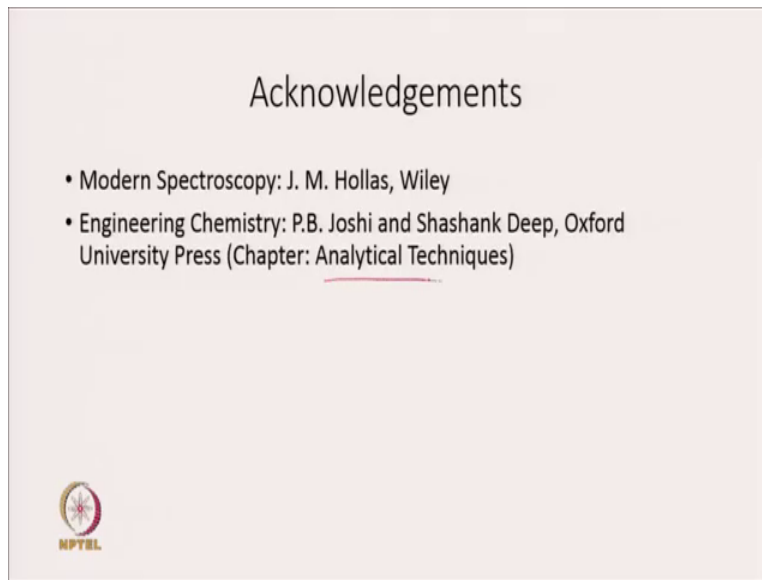 Acknowledgements
• Modern Spectroscopy: J. M. Hollas, Wiley
• Engineering Chemistry: P.B. Joshi and Shashank Deep, Oxford
University Press (Chapter: Analytical Techniques)
NPTEL